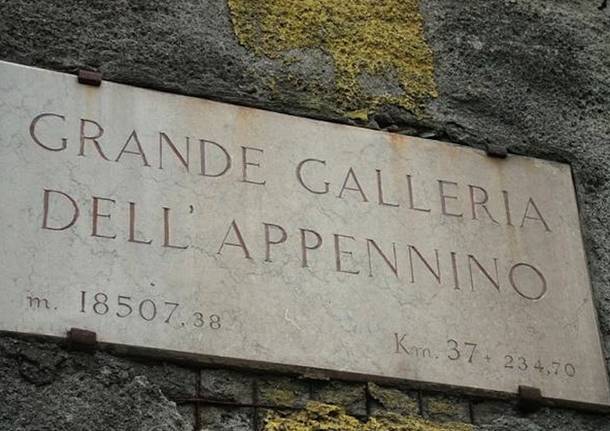 GRANDE GALLERIA
DELL' APPENNINO
m. 18507,38 Km. 37+234,70